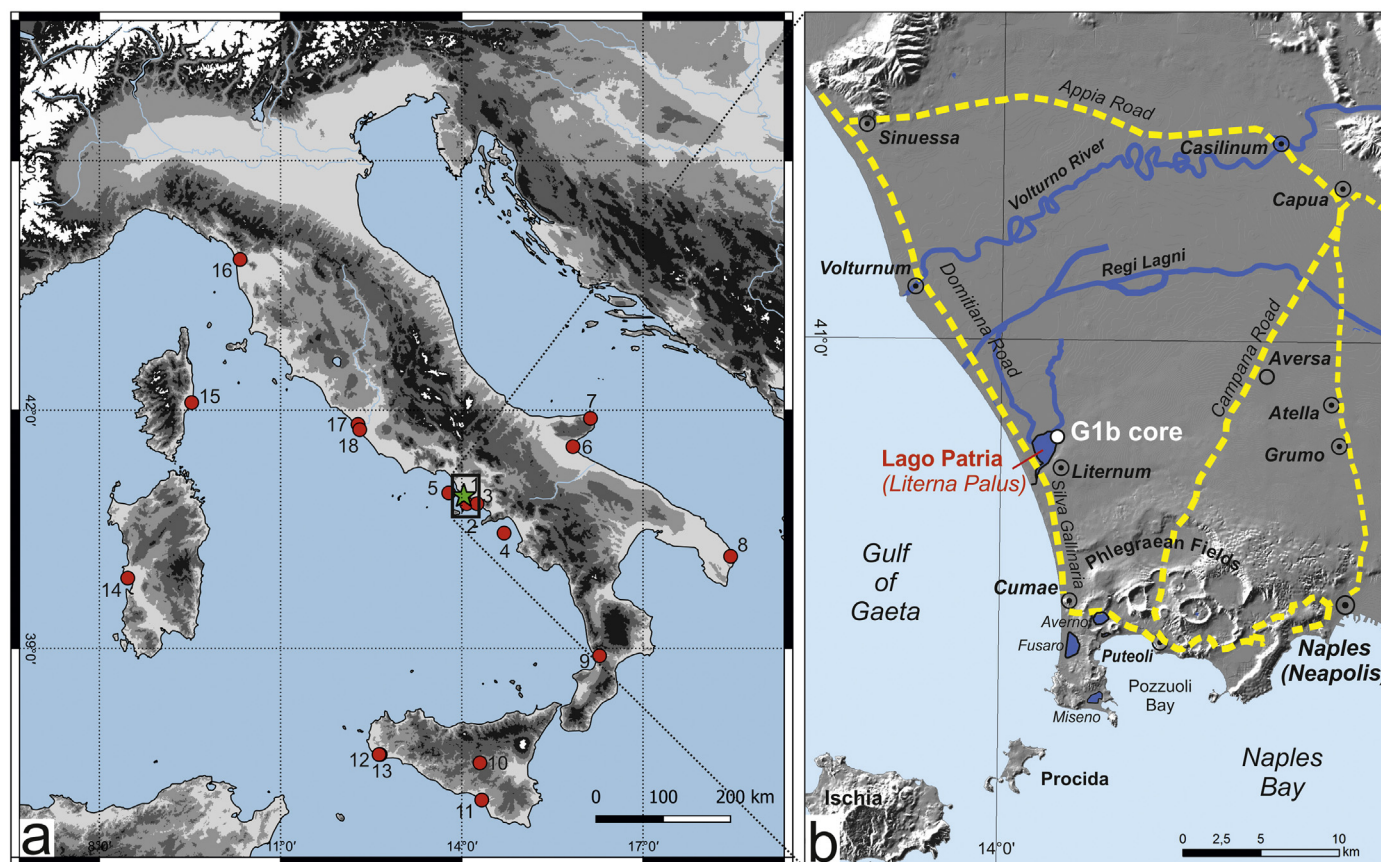 16
15
17
18
7
6
5
3
2
4
8
14
9
12
13
10
11
0 100 200 km
42°0'
39°0'
8°0'
11°0'
14°0'
17°0'
a
Appia Road
Sinuessa
Casilinum
Volturno River
Capua
Volturnum
Domitiana Road
Regi Lagni
41°0'
Campana Road
Aversa
Atella
G1b core
Grumo
Lago Patria
(Literna Palus)
Liternum
Silva Gallinaria
Gulf
of
Gaeta
Phlegraean Fields
Cumae
Averno
Fusaro
Puteoli
Naples
(Neapolis)
Pozzuoli
Bay
Miseno
Naples
Bay
Procida
Ischia
14°0'
0 2,5 5 10
km
b